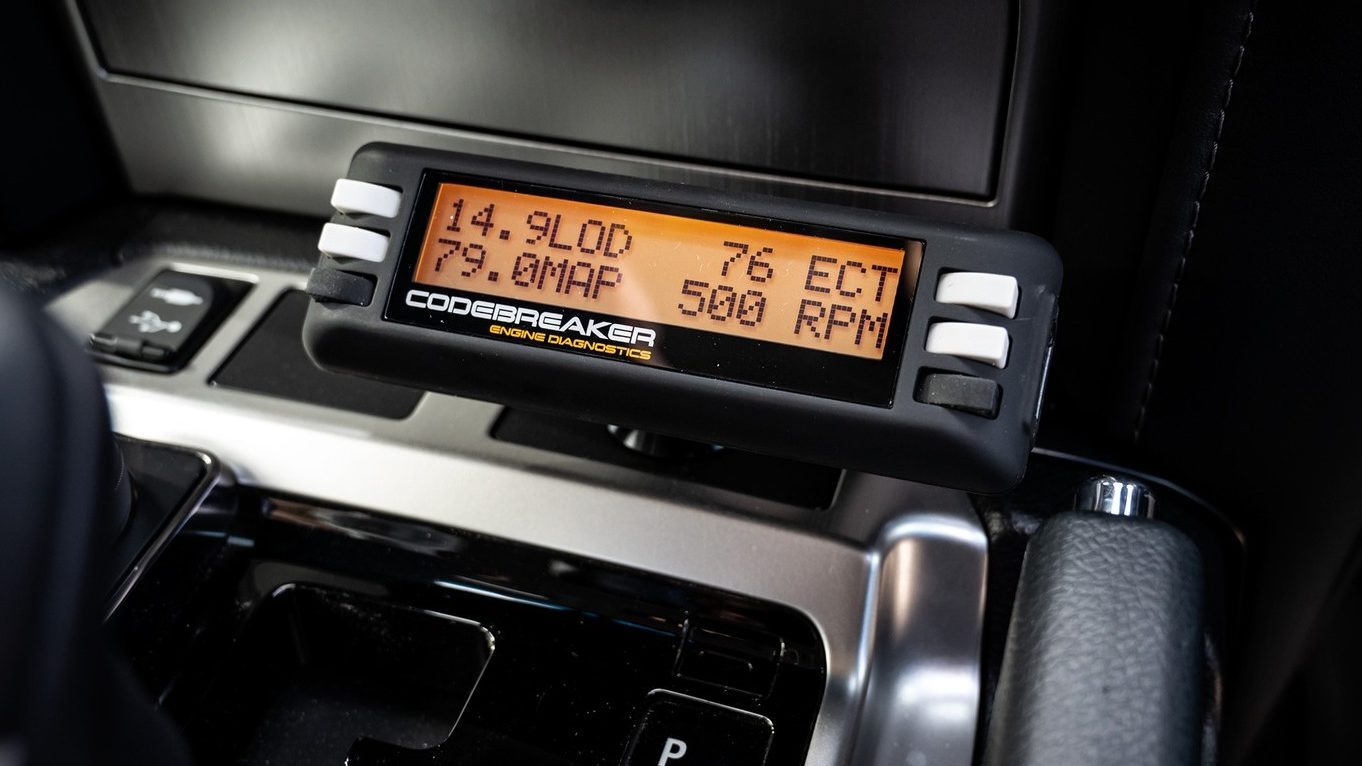 14.9LOD 76 ECT
79.0MAP 500 RPM
CODEBREAKER
ENGINE DIAGNOSTICS
P